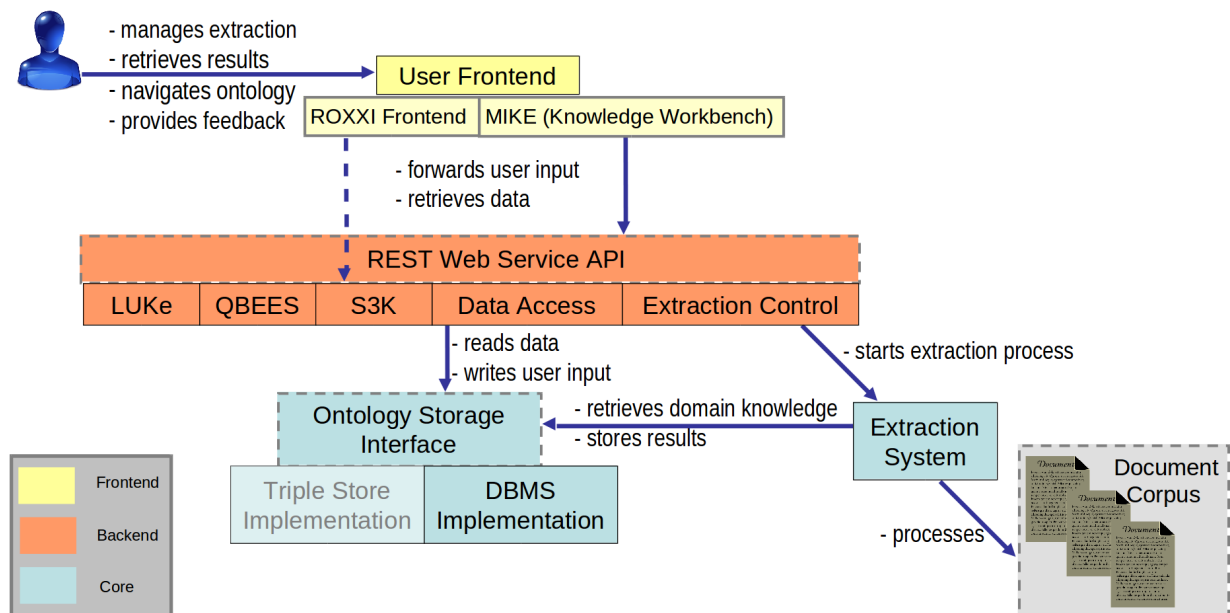 - manages extraction
- retrieves results
- navigates ontology
- provides feedback
User Frontend
ROXXI Frontend
MIKE (Knowledge Workbench)
- forwards user input
- retrieves data
REST Web Service API
LUKe
QBEES
S3K
Data Access
Extraction Control
- reads data
- writes user input
- starts extraction process
Ontology Storage
Interface
- retrieves domain knowledge
- stores results
Extraction
System
Triple Store
Implementation
DBMS
Implementation
- processes
Document
Corpus
Document
Document
Document
Frontend
Backend
Core